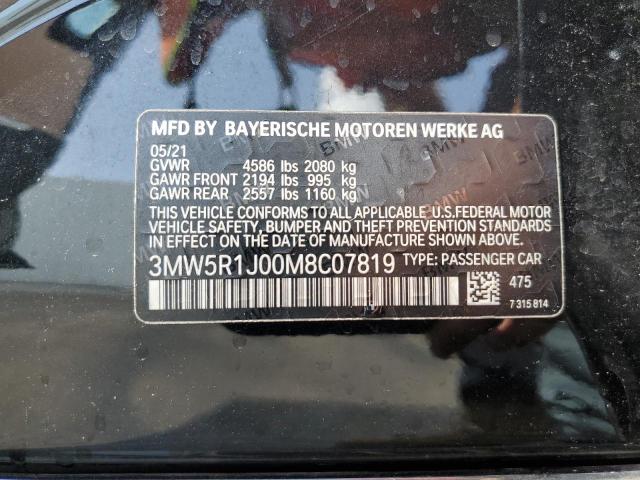 MFD BY BAYERISCHE MOTOREN WERKE AG
05/21
GVWR 4586 lbs 2080 kg
GAWR FRONT 2194 lbs 995 kg
GAWR REAR 2557 lbs 1160 kg
THIS VEHICLE CONFORMS TO ALL APPLICABLE U.S.FEDERAL MOTOR
VEHICLE SAFETY, BUMPER AND THEFT PREVENTION STANDARDS
IN EFFECT ON THE DATE OF MANUFACTURE SHOWN ABOVE.
3MW5R1J00M8C07819 TYPE: PASSENGER CAR
475
7 315 814